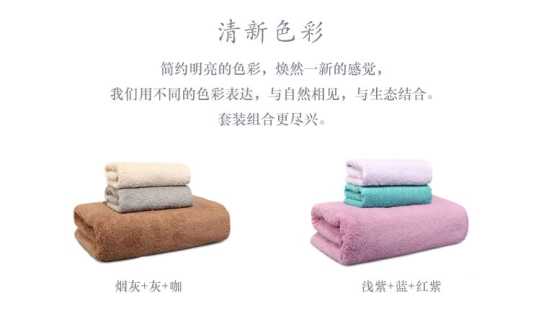 清新色彩
简约明亮的色彩，焕然一新的感觉，
我们用不同的色彩表达，与自然相见，与生态结合。
套装组合更尽兴。
烟灰+灰+咖
浅紫+蓝+红紫